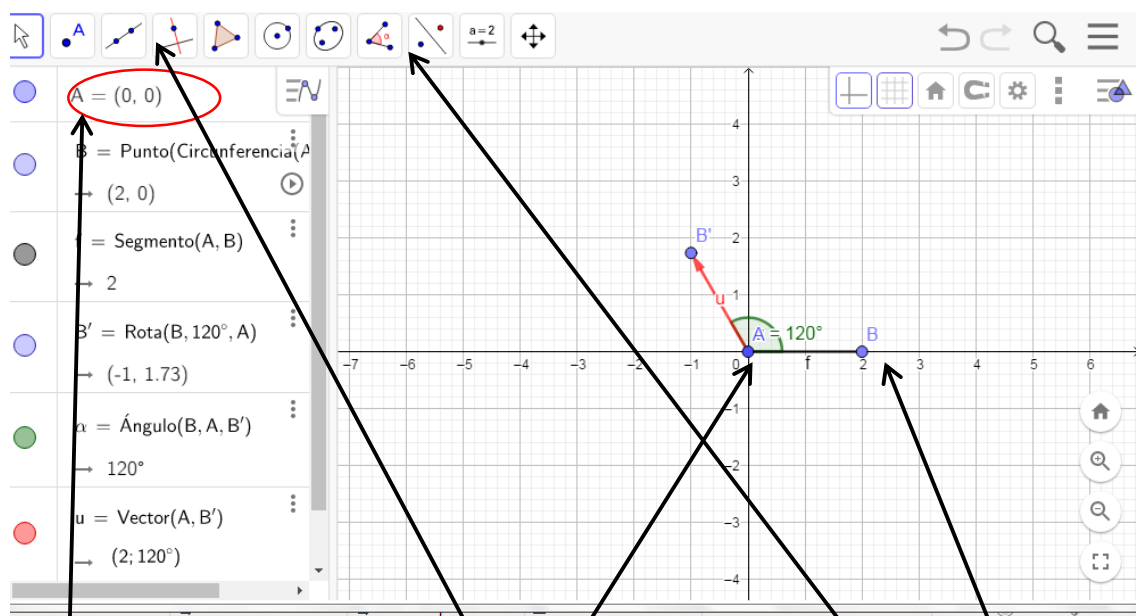 A
a=2
A = (0, 0)
B = Punto(Circunferencia(A
→ (2, 0)
f = Segmento(A, B)
→ 2
B′ = Rota(B, 120°, A)
→ (-1, 1.73)
α = Ángulo(B, A, B′)
→ 120°
u = Vector(A, B′)
→ (2; 120°)
4
3
2
1
−1
−2
−3
−4
−7 −6 −5 −4 −3 −2 −1 0 1 2 3 4 5 6
B'
u
A = 120°
B
f